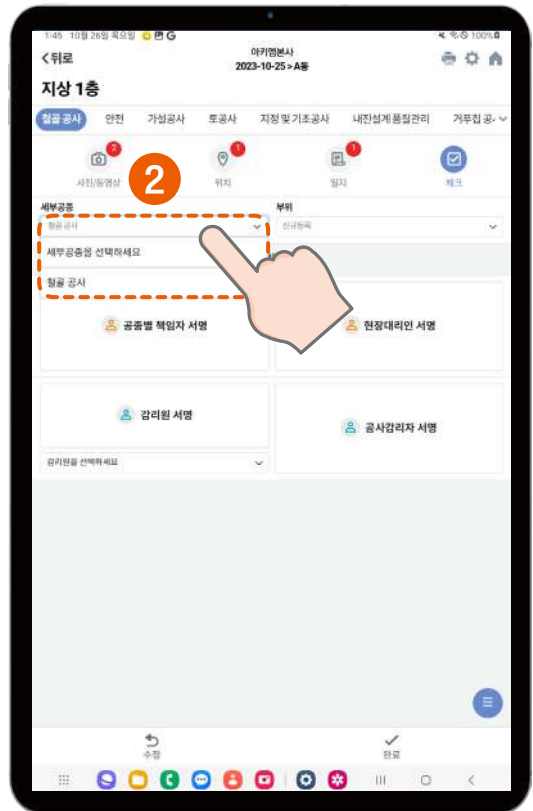 1:45 10월 26일 목요일
100%
뒤로
아키엠본사
2023-10-25 > A동
지상 1층
철골 공사 안전 가설공사 토공사 지정 및 기초공사 내진설계 품질관리 거푸집 공·
2 1 1
사진/동영상 위치 일지 체크
2
세부공종 부위
철골 공사 신규등록
세부공종을 선택하세요
철골 공사
공종별 책임자 서명 현장대리인 서명
감리원 서명
공사감리자 서명
감리원을 선택하세요
수정 완료